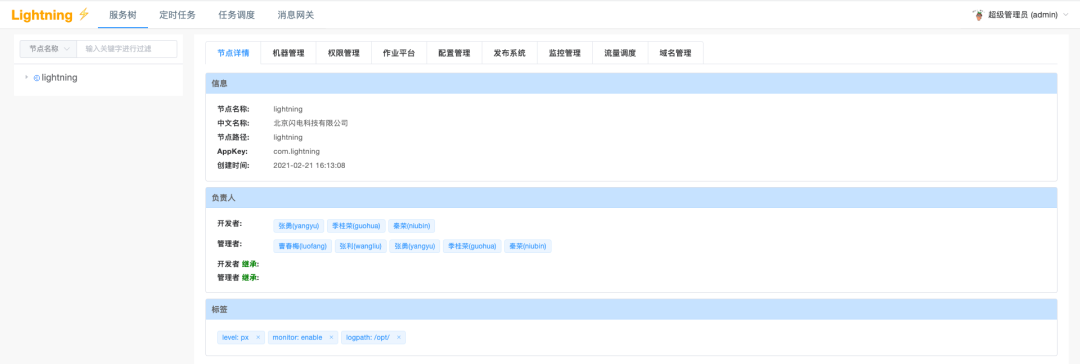 Lightning 服务树 定时任务 任务调度 消息网关 超级管理员 (admin)
节点名称 输入关键字进行过滤
lightning
节点详情 机器管理 权限管理 作业平台 配置管理 发布系统 监控管理 流量调度 域名管理
信息
节点名称: lightning
中文名称: 北京闪电科技有限公司
节点路径: lightning
AppKey: com.lightning
创建时间: 2021-02-21 16:13:08
负责人
开发者: 张勇(yangyu) 季桂荣(guohua) 秦荣(niubin)
管理者: 曹春梅(luofang) 张利(wangliu) 张勇(yangyu) 季桂荣(guohua) 秦荣(niubin)
开发者 继承:
管理者 继承:
标签
level: px × monitor: enable × logpath: /opt/ ×